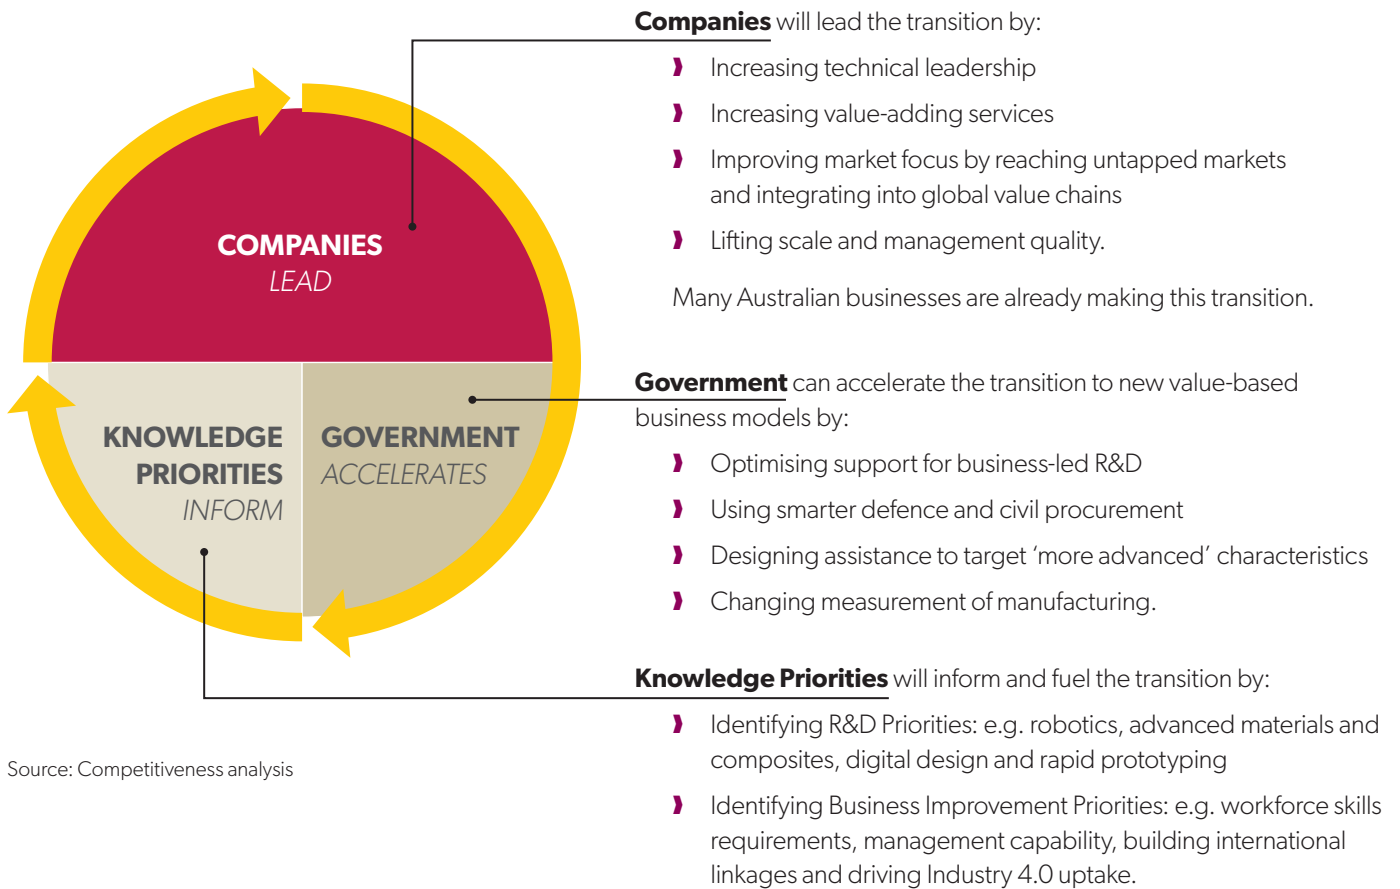 COMPANIES
LEAD
KNOWLEDGE
PRIORITIES
INFORM
GOVERNMENT
ACCELERATES
Source: Competitiveness analysis
Companies will lead the transition by:
❱ Increasing technical leadership
❱ Increasing value-adding services
❱ Improving market focus by reaching untapped markets
and integrating into global value chains
❱ Lifting scale and management quality.
Many Australian businesses are already making this transition.
Government can accelerate the transition to new value-based
business models by:
❱ Optimising support for business-led R&D
❱ Using smarter defence and civil procurement
❱ Designing assistance to target ‘more advanced’ characteristics
❱ Changing measurement of manufacturing.
Knowledge Priorities will inform and fuel the transition by:
❱ Identifying R&D Priorities: e.g. robotics, advanced materials and
composites, digital design and rapid prototyping
❱ Identifying Business Improvement Priorities: e.g. workforce skills
requirements, management capability, building international
linkages and driving Industry 4.0 uptake.